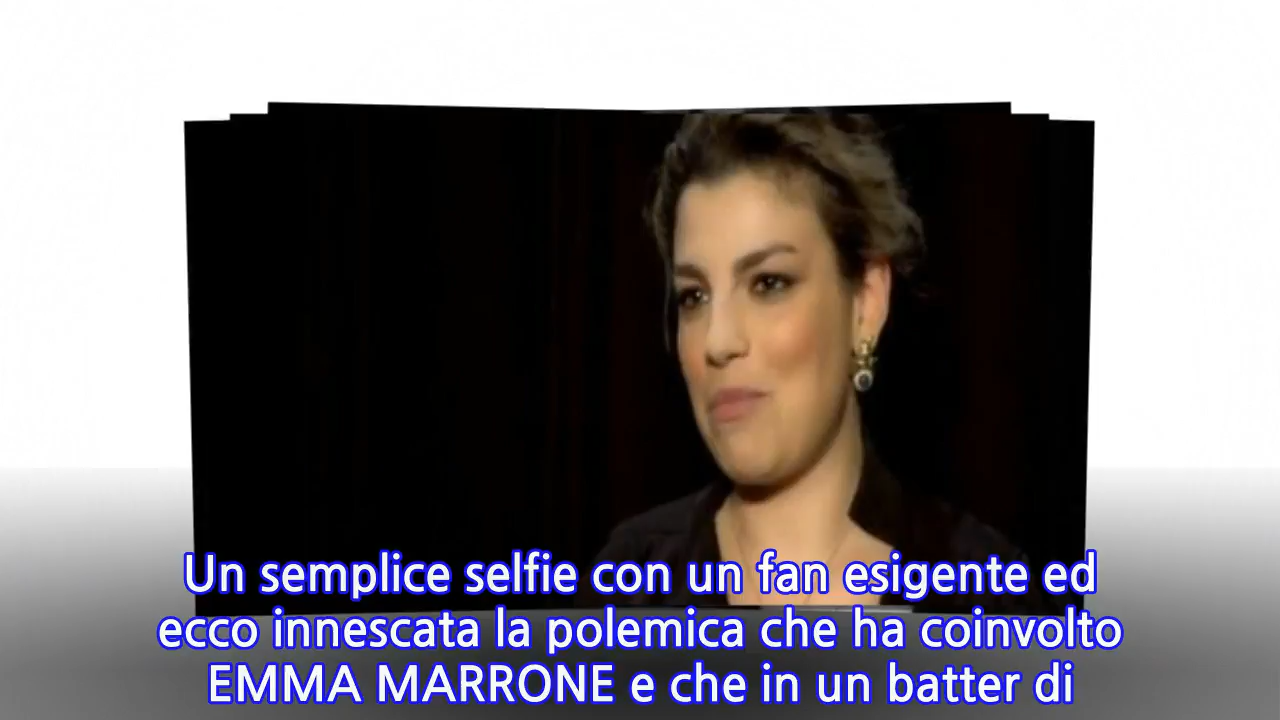 Un semplice selfie con un fan esigente ed
ecco innescata la polemica che ha coinvolto
EMMA MARRONE e che in un batter di